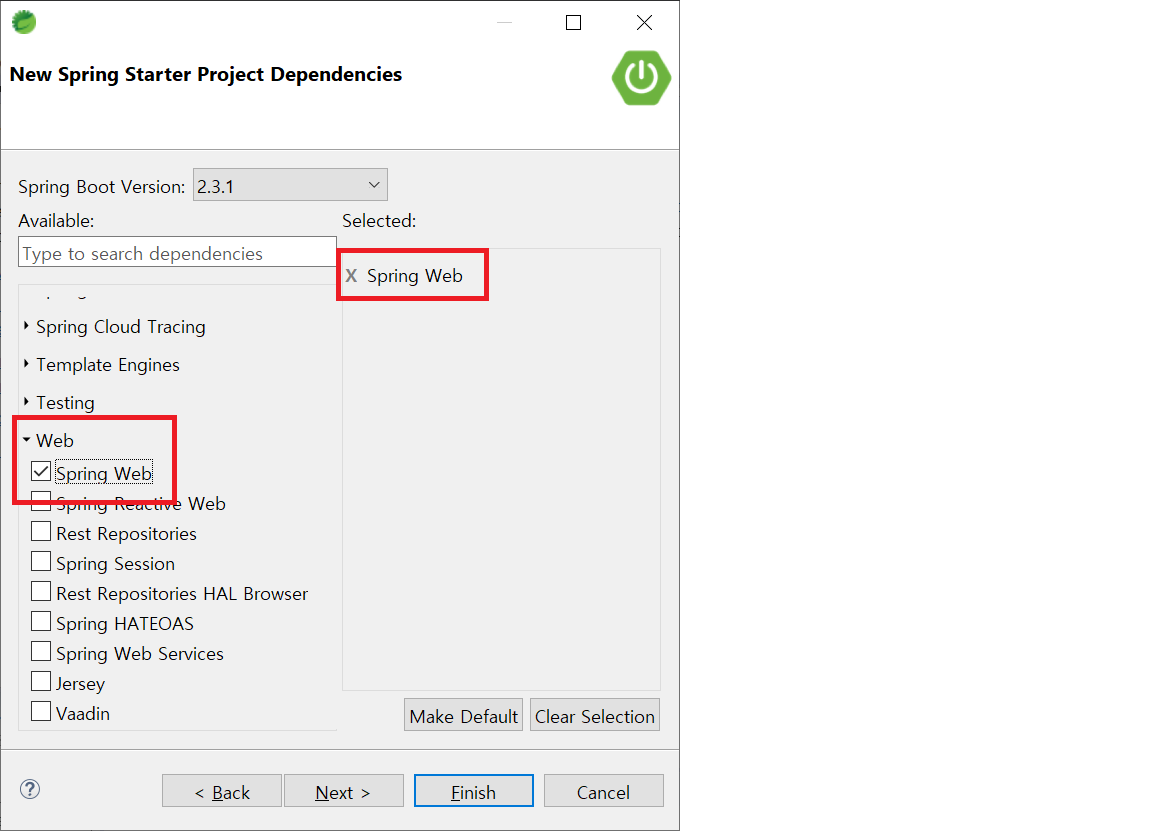 New Spring Starter Project Dependencies
Spring Boot Version: 2.3.1
Available:
Selected:
Type to search dependencies
X Spring Web
Spring Cloud Tracing
Template Engines
Testing
Web
Spring Web
Spring Reactive Web
Rest Repositories
Spring Session
Rest Repositories HAL Browser
Spring HATEOAS
Spring Web Services
Jersey
Vaadin
Make Default
Clear Selection
?
< Back
Next >
Finish
Cancel